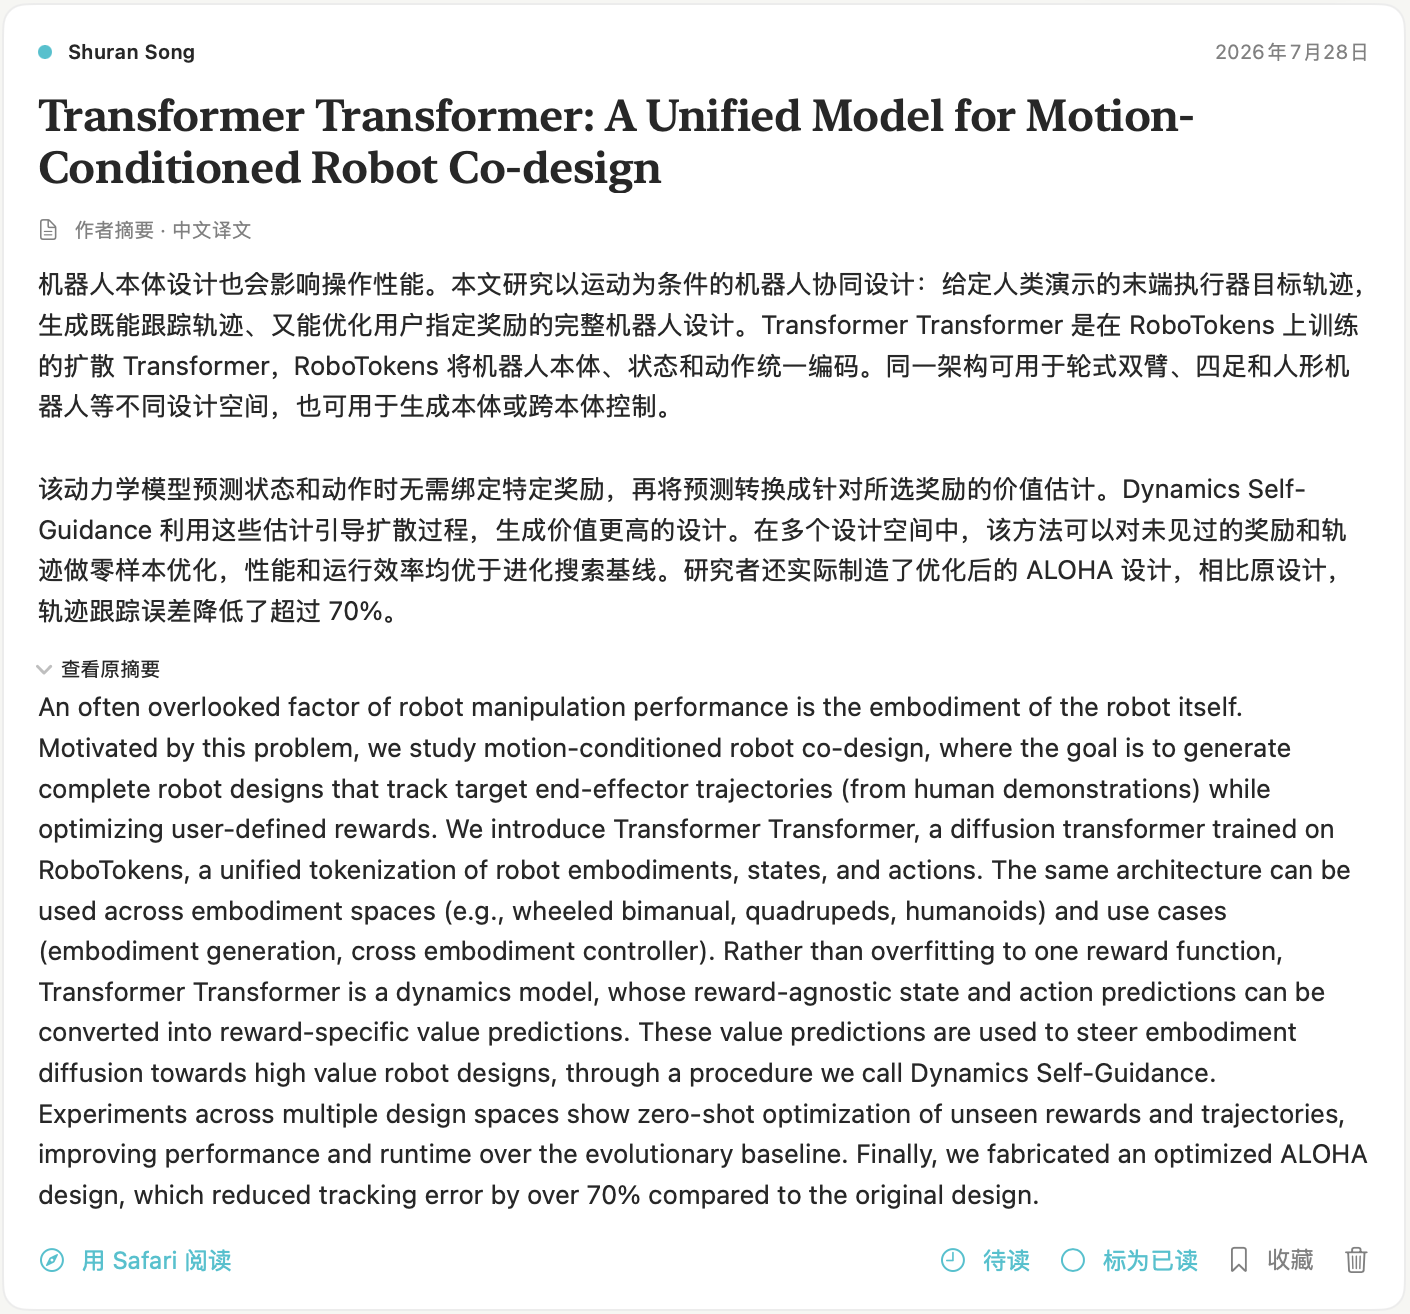 Shuran Song
2026年7月28日
Transformer Transformer: A Unified Model for Motion-
Conditioned Robot Co-design
作者摘要 · 中文译文
机器人本体设计也会影响操作性能。本文研究以运动为条件的机器人协同设计：给定人类演示的末端执行器目标轨迹，
生成既能跟踪轨迹、又能优化用户指定奖励的完整机器人设计。Transformer Transformer 是在 RoboTokens 上训练
的扩散 Transformer，RoboTokens 将机器人本体、状态和动作统一编码。同一架构可用于轮式双臂、四足和人形机
器人等不同设计空间，也可用于生成本体或跨本体控制。
该动力学模型预测状态和动作时无需绑定特定奖励，再将预测转换成针对所选奖励的价值估计。Dynamics Self-
Guidance 利用这些估计引导扩散过程，生成价值更高的设计。在多个设计空间中，该方法可以对未见过的奖励和轨
迹做零样本优化，性能和运行效率均优于进化搜索基线。研究者还实际制造了优化后的 ALOHA 设计，相比原设计，
轨迹跟踪误差降低了超过 70%。
查看原摘要
An often overlooked factor of robot manipulation performance is the embodiment of the robot itself.
Motivated by this problem, we study motion-conditioned robot co-design, where the goal is to generate
complete robot designs that track target end-effector trajectories (from human demonstrations) while
optimizing user-defined rewards. We introduce Transformer Transformer, a diffusion transformer trained on
RoboTokens, a unified tokenization of robot embodiments, states, and actions. The same architecture can be
used across embodiment spaces (e.g., wheeled bimanual, quadrupeds, humanoids) and use cases
(embodiment generation, cross embodiment controller). Rather than overfitting to one reward function,
Transformer Transformer is a dynamics model, whose reward-agnostic state and action predictions can be
converted into reward-specific value predictions. These value predictions are used to steer embodiment
diffusion towards high value robot designs, through a procedure we call Dynamics Self-Guidance.
Experiments across multiple design spaces show zero-shot optimization of unseen rewards and trajectories,
improving performance and runtime over the evolutionary baseline. Finally, we fabricated an optimized ALOHA
design, which reduced tracking error by over 70% compared to the original design.
用 Safari 阅读
待读
标为已读
收藏